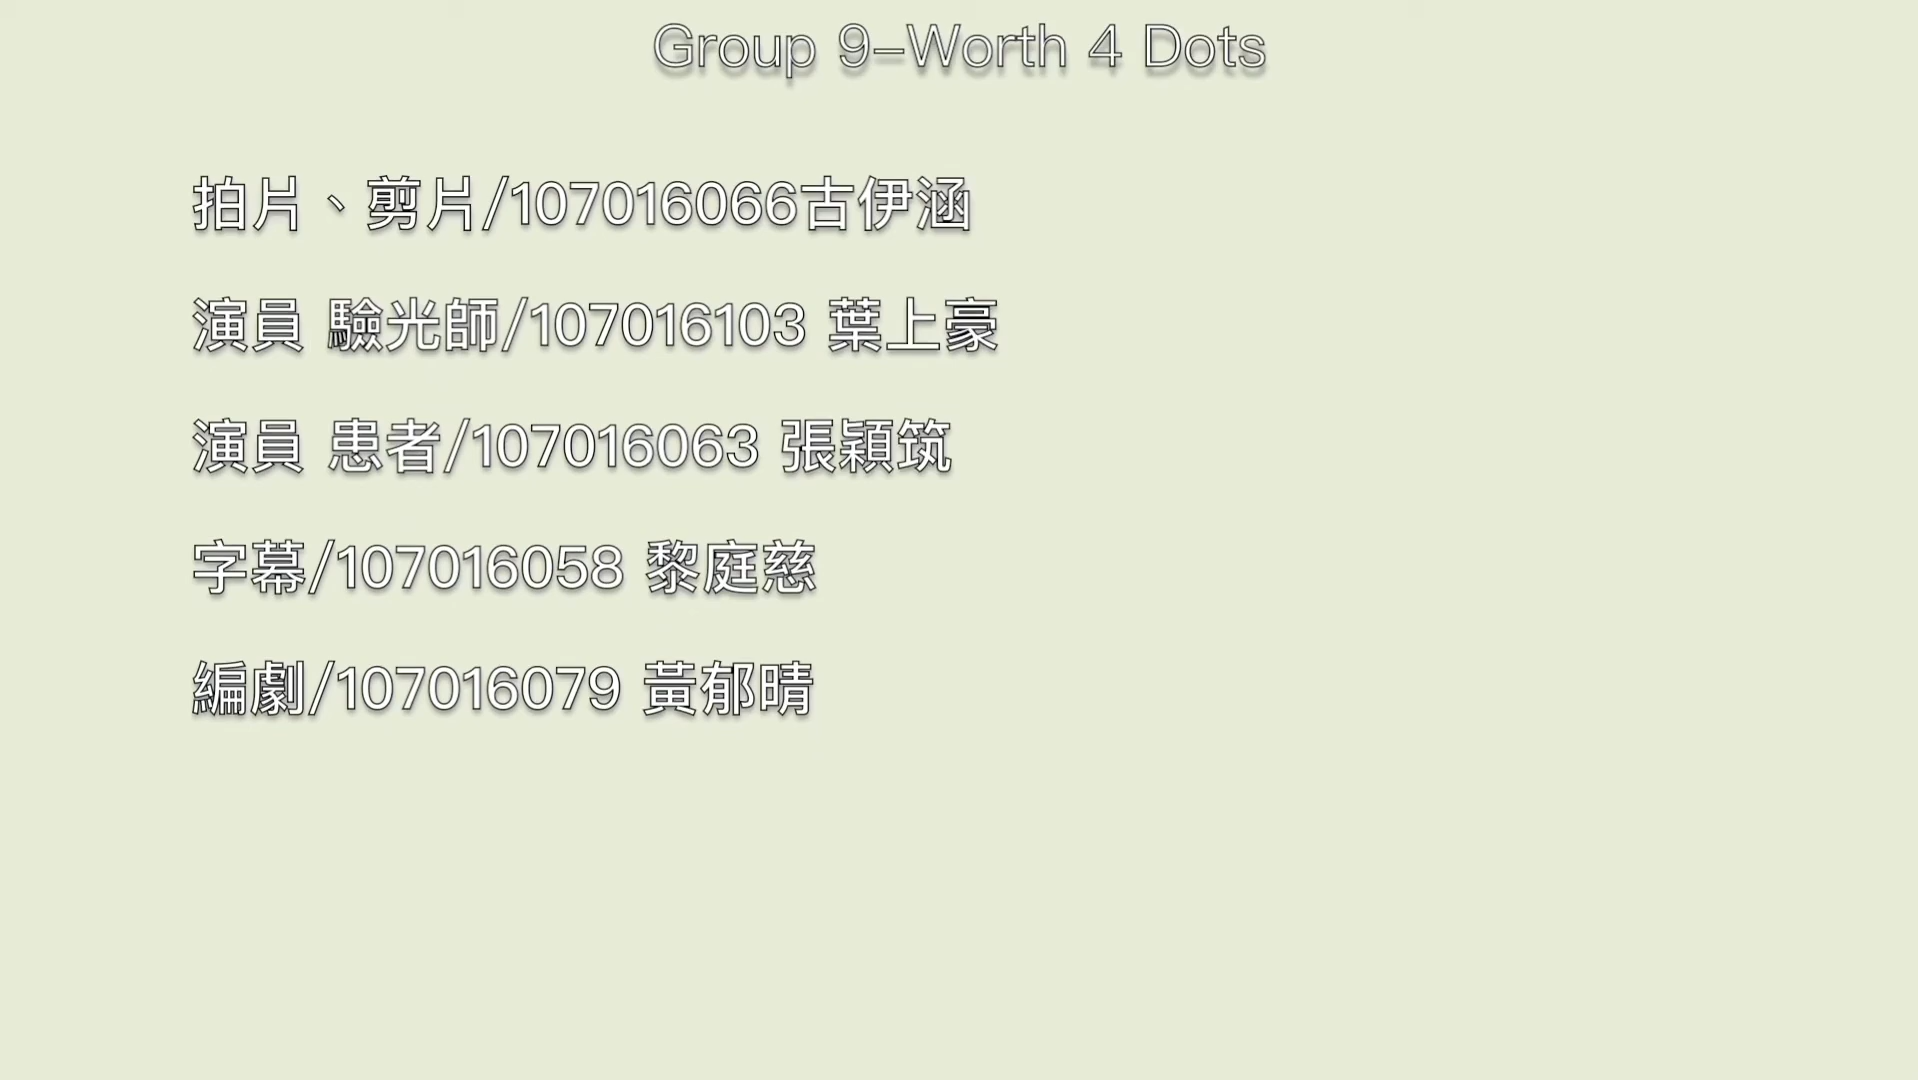 Group 9-Worth 4 Dots
拍片、剪片/107016066古伊涵
演員 驗光師/107016103 葉上豪
演員 患者/107016063 張穎筑
字幕/107016058 黎庭慈
編劇/107016079 黃郁晴